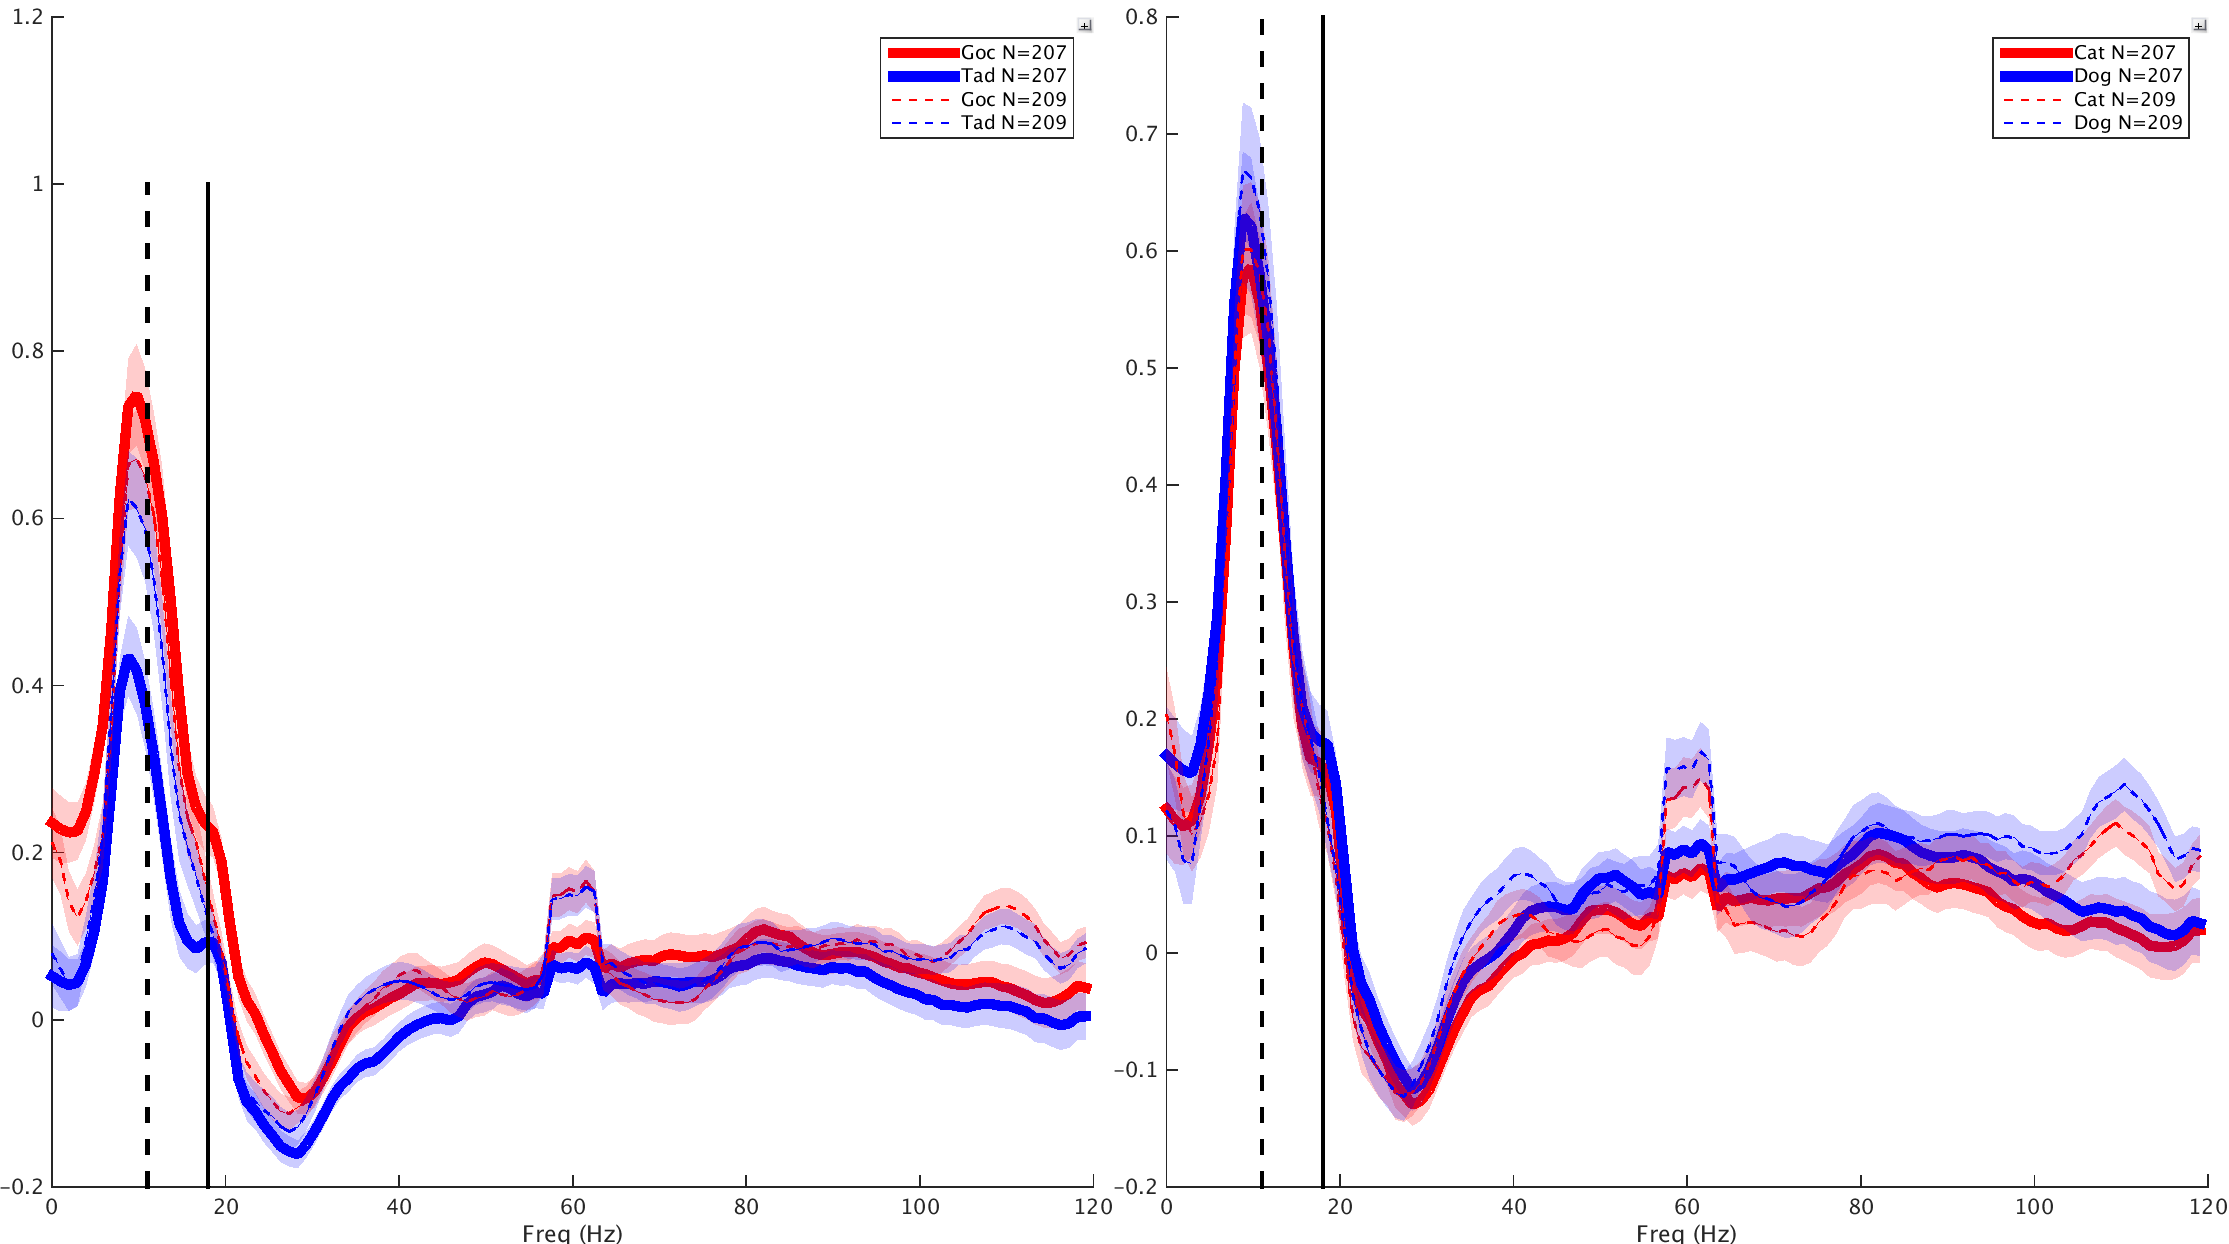 1.2
1
0.8
0.6
0.4
0.2
0
-0.2
0 20 40 60 80 100 120
Freq (Hz)
Goc N=207
Tad N=207
Goc N=209
Tad N=209
0.8
0.7
0.6
0.5
0.4
0.3
0.2
0.1
0
-0.1
-0.2
0 20 40 60 80 100 120
Freq (Hz)
Cat N=207
Dog N=207
Cat N=209
Dog N=209